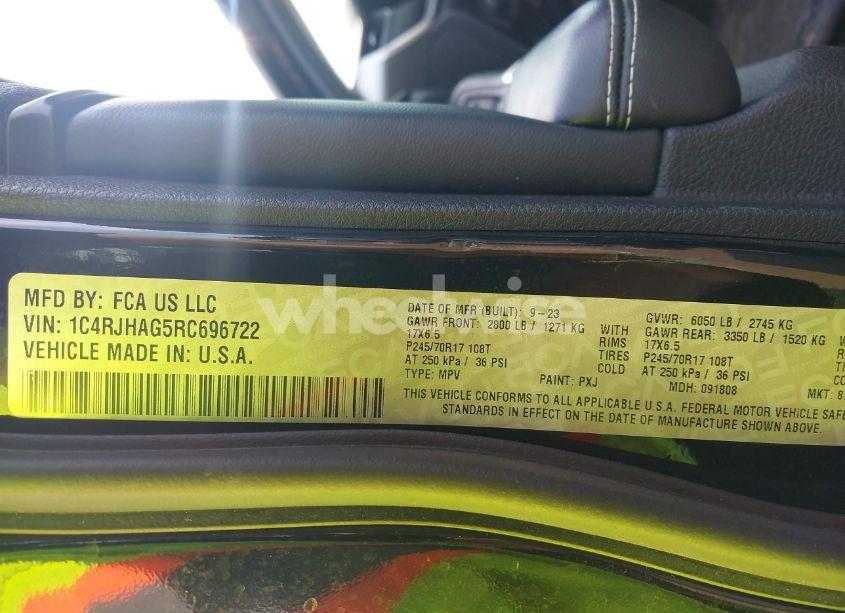 MFD BY: FCA US LLC
VIN: 1C4RJHAG5RC696722
VEHICLE MADE IN: U.S.A.
wheelwise
DATE OF MFR (BUILT): 9-23 GVWR: 6050 LB / 2745 KG
GAWR FRONT: 2800 LB / 1271 KG WITH GAWR REAR: 3350 LB / 1520 KG
17X6.5 RIMS 17X6.5
P245/70R17 108T TIRES P245/70R17 108T
AT 250 kPa / 36 PSI COLD AT 250 kPa / 36 PSI
TYPE: MPV PAINT: PXJ MDH: 091808 MKT:
THIS VEHICLE CONFORMS TO ALL APPLICABLE U.S.A. FEDERAL MOTOR VEHICLE
STANDARDS IN EFFECT ON THE DATE OF MANUFACTURE SHOWN ABOVE.